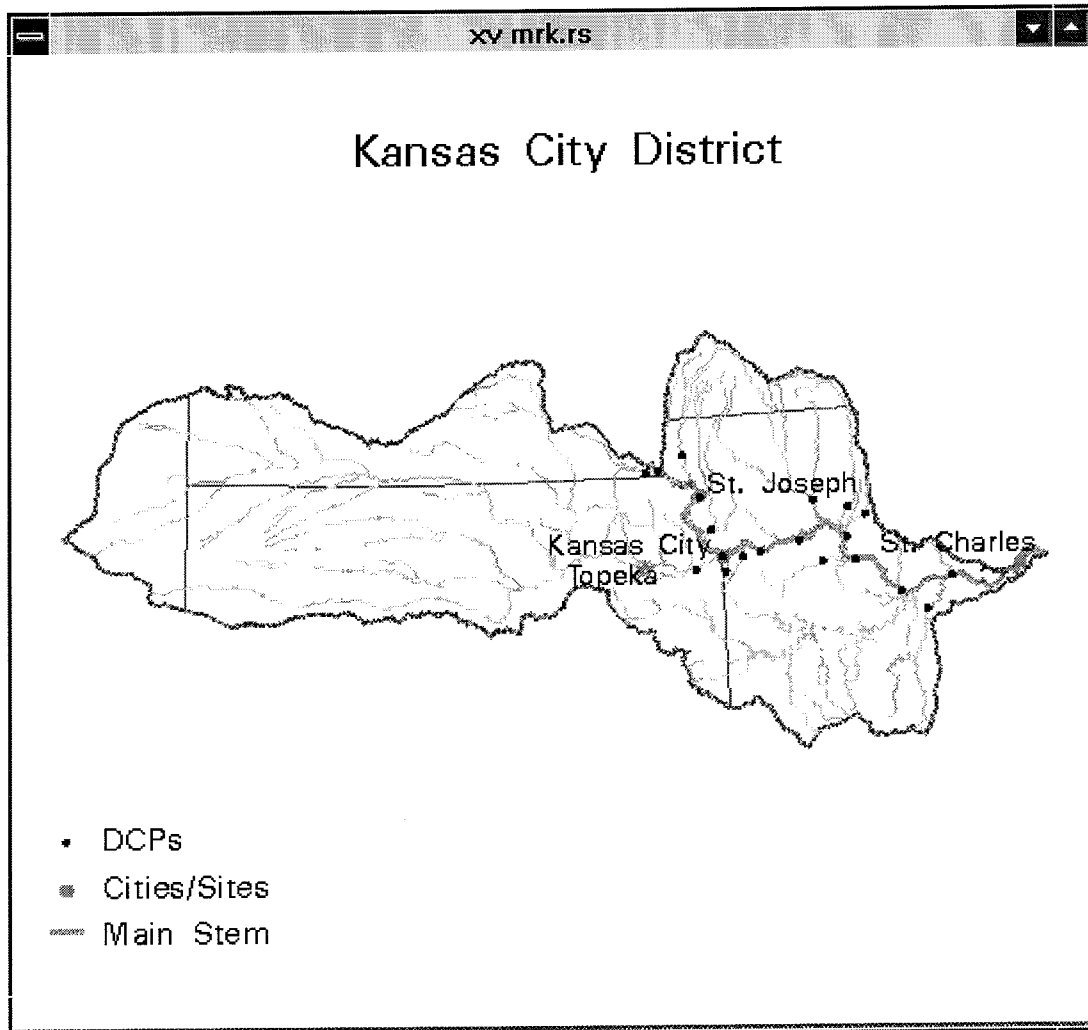 xv mrk.rs
Kansas City District
St. Joseph
Kansas City
St. Charles
Topeka
DCPs
Cities/Sites
Main Stem